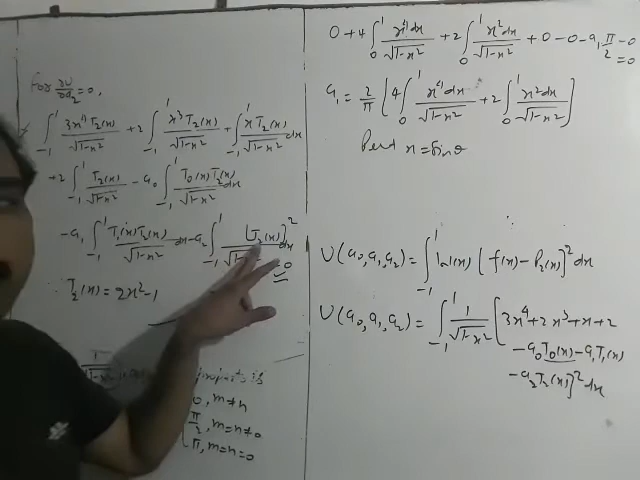 For ∂U/∂a₂ = 0,
∫₋₁¹ 3x⁴T₂(x)/√(1-x²) + 2∫₋₁¹ x³T₂(x)/√(1-x²) + ∫₋₁¹ xT₂(x)/√(1-x²) dx
+2∫₋₁¹ T₂(x)/√(1-x²) - a₀∫₋₁¹ T₀(x)T₂(x)/√(1-x²) dx
-a₁∫₋₁¹ T₁(x)T₂(x)/√(1-x²) dx - a₂∫₋₁¹ [T₂(x)]²/√(1-x²) dx
= 0
∵ T₂(x) = 2x²-1
0, m≠n
π/2, m=n≠0
π, m=n=0
0 + 4∫₀¹ x⁴dx/√(1-x²) + 2∫₀¹ x²dx/√(1-x²) + 0 - 0 - a₁ π/2 - 0
= 0
a₁ = 2/π [4∫₀¹ x⁴dx/√(1-x²) + 2∫₀¹ x²dx/√(1-x²)]
x = sinθ
U(a₀,a₁,a₂) = ∫₋₁¹ W(x) [f(x) - P₂(x)]² dx
U(a₀,a₁,a₂) = ∫₋₁¹ 1/√(1-x²) [3x⁴+2x³+x+2
-a₀T₀(x)-a₁T₁(x)
-a₂T₂(x)]² dx